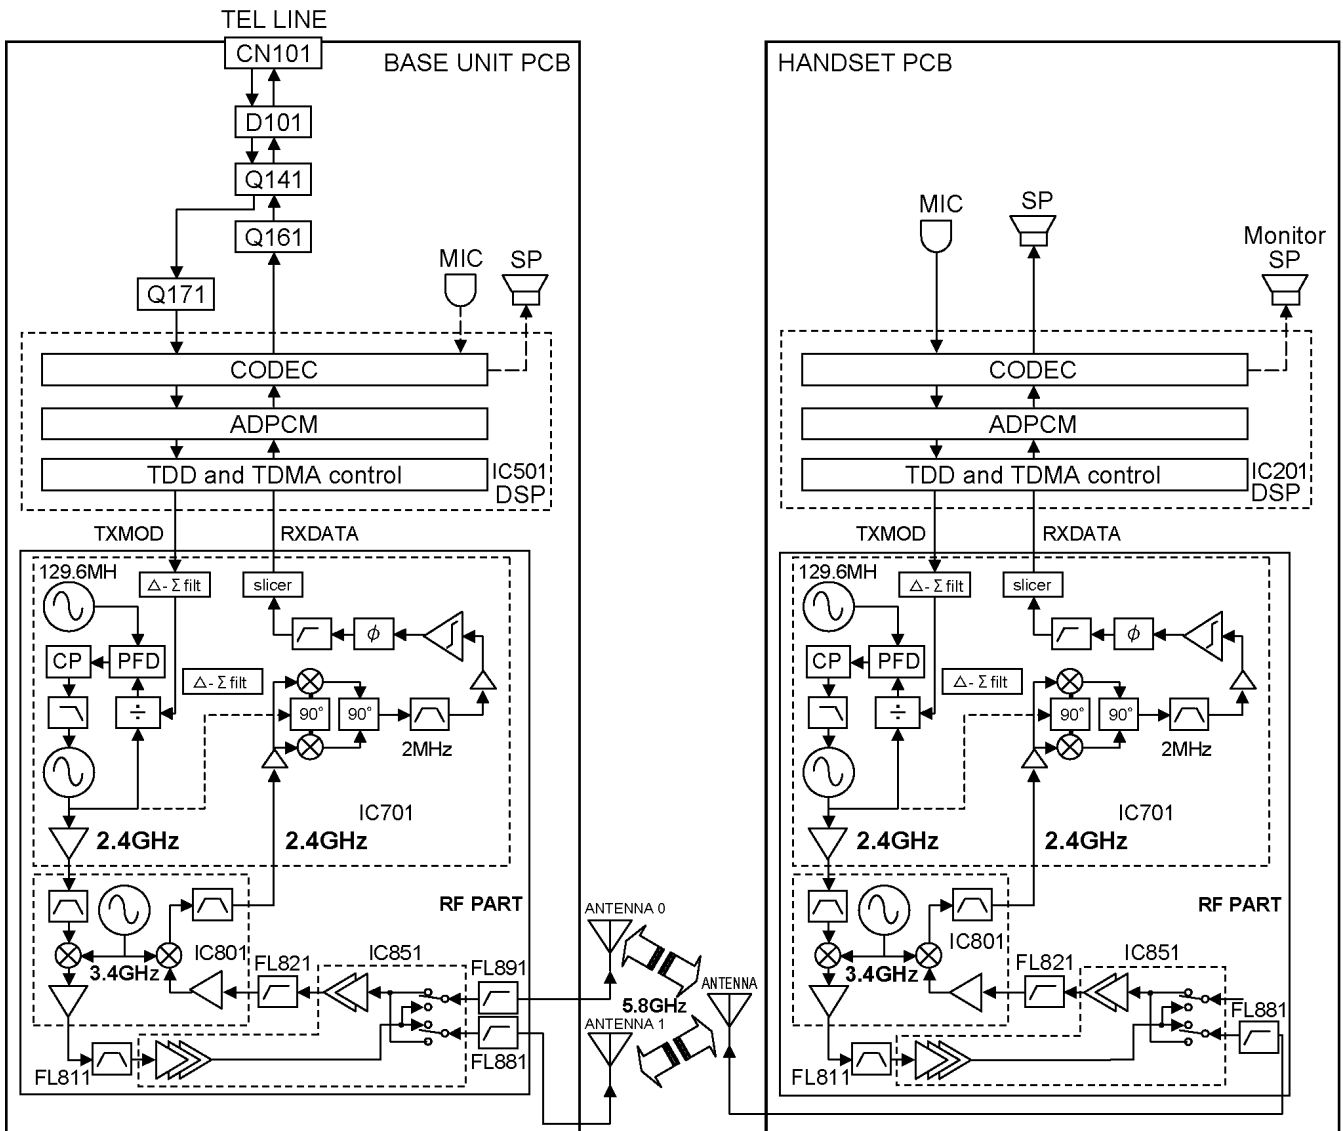 TEL LINE
CN101
BASE UNIT PCB
D101
Q141
Q161
Q171
MIC
SP
CODEC
ADPCM
TDD and TDMA control
IC501
DSP
TXMOD
RXDATA
129.6MH
Δ-Σ filt
slicer
CP
PFD
ϕ
÷
Δ-Σ filt
90°
90°
2MHz
IC701
2.4GHz
2.4GHz
RF PART
3.4GHz
IC801
FL821
IC851
FL891
FL881
FL811
ANTENNA 0
5.8GHz
ANTENNA 1
ANTENNA
HANDSET PCB
MIC
SP
Monitor
SP
CODEC
ADPCM
TDD and TDMA control
IC201
DSP
TXMOD
RXDATA
129.6MH
Δ-Σ filt
slicer
CP
PFD
ϕ
÷
Δ-Σ filt
90°
90°
2MHz
IC701
2.4GHz
2.4GHz
RF PART
3.4GHz
IC801
FL821
IC851
FL881
FL811